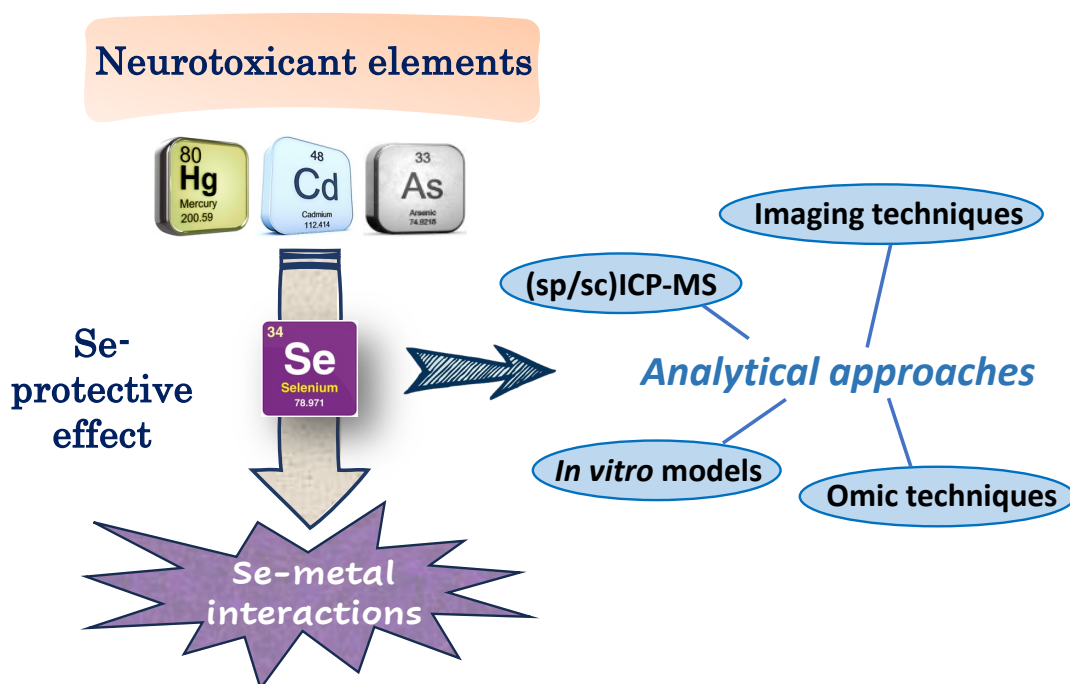 Neurotoxicant elements
80
Hg
Mercury
200.59
48
Cd
Cadmium
112.414
33
As
Arsenic
74.9216
Se-
protective
effect
34
Se
Selenium
78.971
Se-metal
interactions
Imaging techniques
(sp/sc)ICP-MS
Analytical approaches
In vitro models
Omic techniques